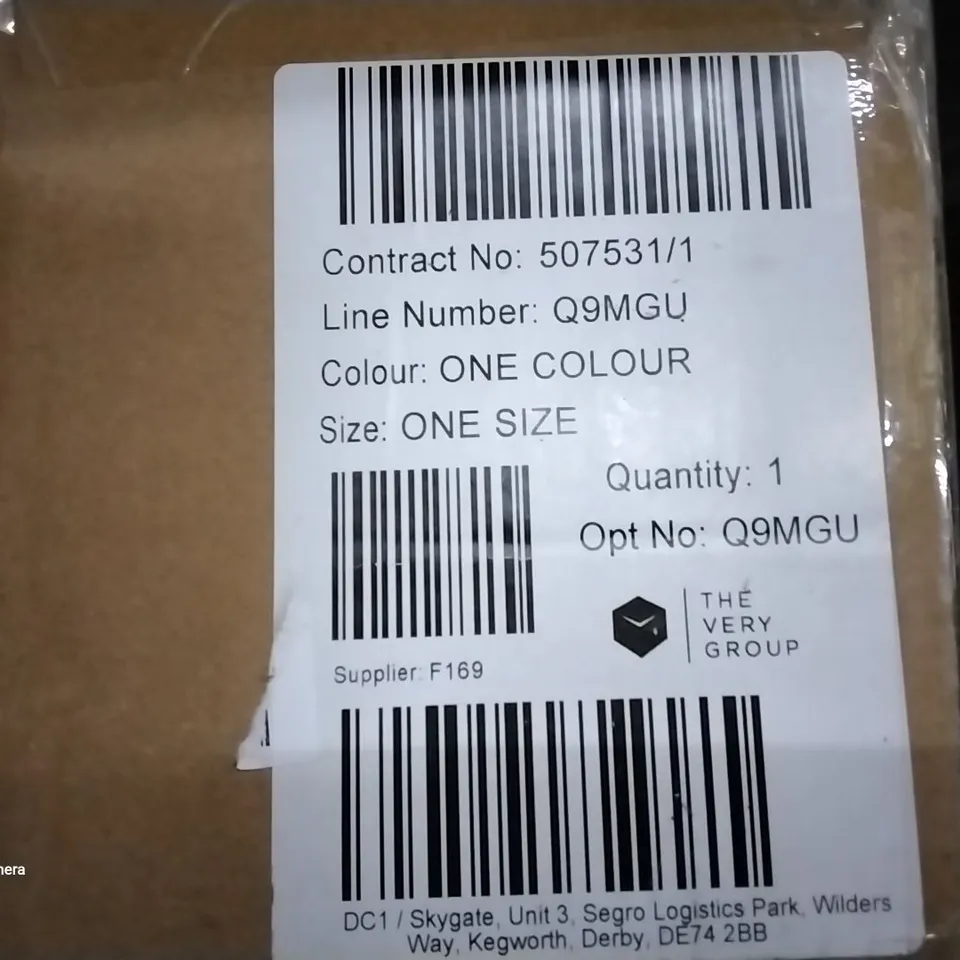 Contract No: 507531/1
Line Number: Q9MGU
Colour: ONE COLOUR
Size: ONE SIZE
Quantity: 1
Opt No: Q9MGU
THE
VERY
GROUP
Supplier: F169
DC1 / Skygate, Unit 3, Segro Logistics Park, Wilders
Way, Kegworth, Derby, DE74 2BB